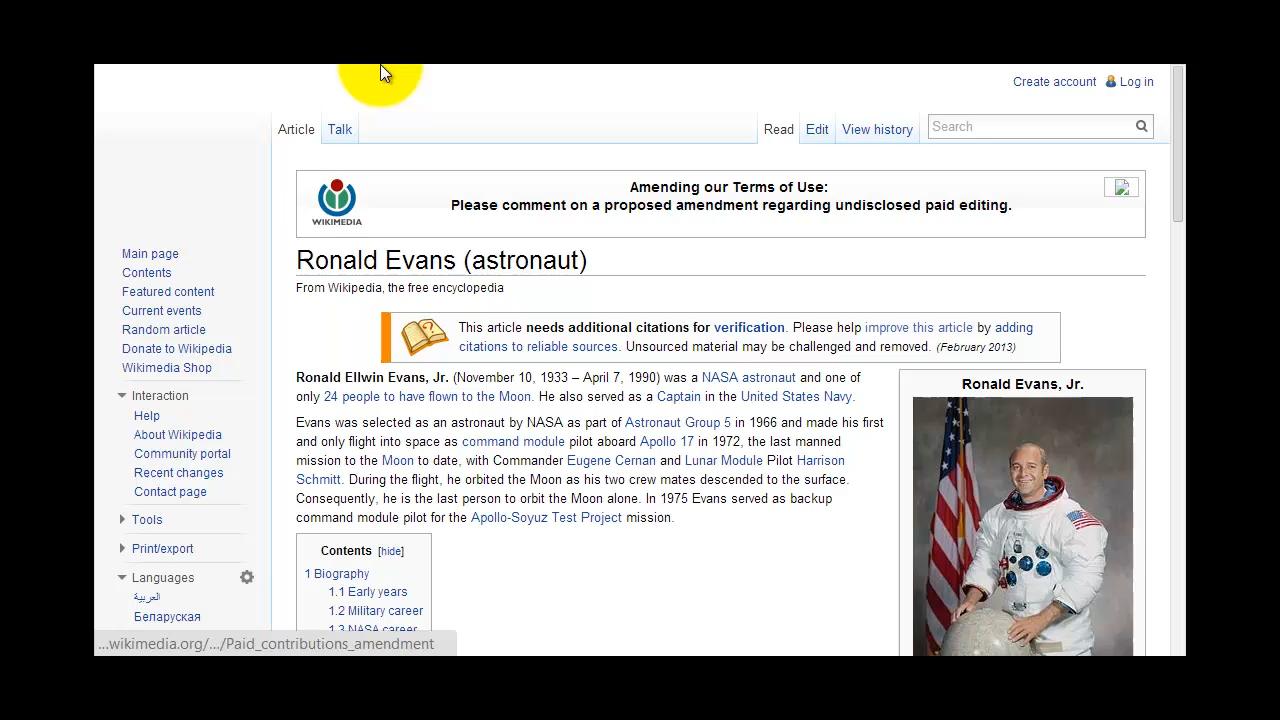 Create account Log in
Article Talk Read Edit View history Search
Amending our Terms of Use:
Please comment on a proposed amendment regarding undisclosed paid editing.
WIKIMEDIA
Ronald Evans (astronaut)
From Wikipedia, the free encyclopedia
This article needs additional citations for verification. Please help improve this article by adding
citations to reliable sources. Unsourced material may be challenged and removed. (February 2013)
Ronald Ellwin Evans, Jr. (November 10, 1933 – April 7, 1990) was a NASA astronaut and one of
only 24 people to have flown to the Moon. He also served as a Captain in the United States Navy.
Evans was selected as an astronaut by NASA as part of Astronaut Group 5 in 1966 and made his first
and only flight into space as command module pilot aboard Apollo 17 in 1972, the last manned
mission to the Moon to date, with Commander Eugene Cernan and Lunar Module Pilot Harrison
Schmitt. During the flight, he orbited the Moon as his two crew mates descended to the surface.
Consequently, he is the last person to orbit the Moon alone. In 1975 Evans served as backup
command module pilot for the Apollo-Soyuz Test Project mission.
Contents [hide]
1 Biography
1.1 Early years
1.2 Military career
1.3 NASA career
Ronald Evans, Jr.
Main page
Contents
Featured content
Current events
Random article
Donate to Wikipedia
Wikimedia Shop
Interaction
Help
About Wikipedia
Community portal
Recent changes
Contact page
Tools
Print/export
Languages
العربية
Беларуская
...wikimedia.org/.../Paid_contributions_amendment